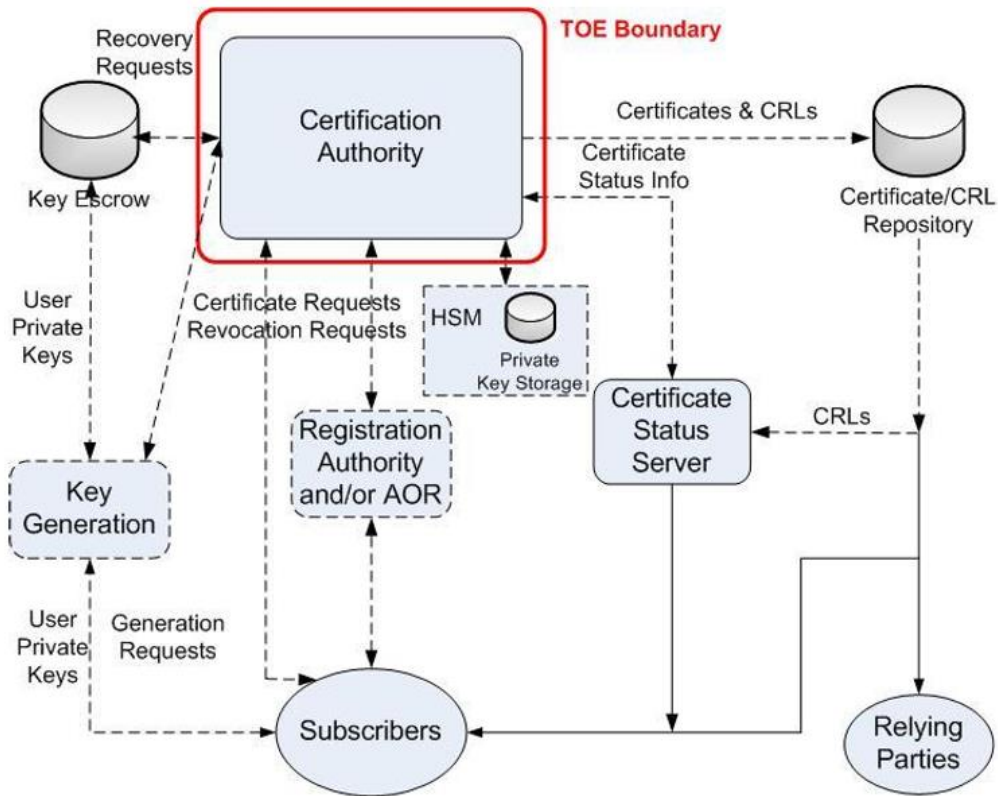 TOE Boundary
Recovery
Requests
Certification
Authority
Certificates & CRLs
Certificate
Status Info
Key Escrow
Certificate/CRL
Repository
User
Private
Keys
Certificate Requests
Revocation Requests
HSM
Private
Key Storage
Certificate
Status
Server
CRLs
Registration
Authority
and/or AOR
Key
Generation
User
Private
Keys
Generation
Requests
Subscribers
Relying
Parties